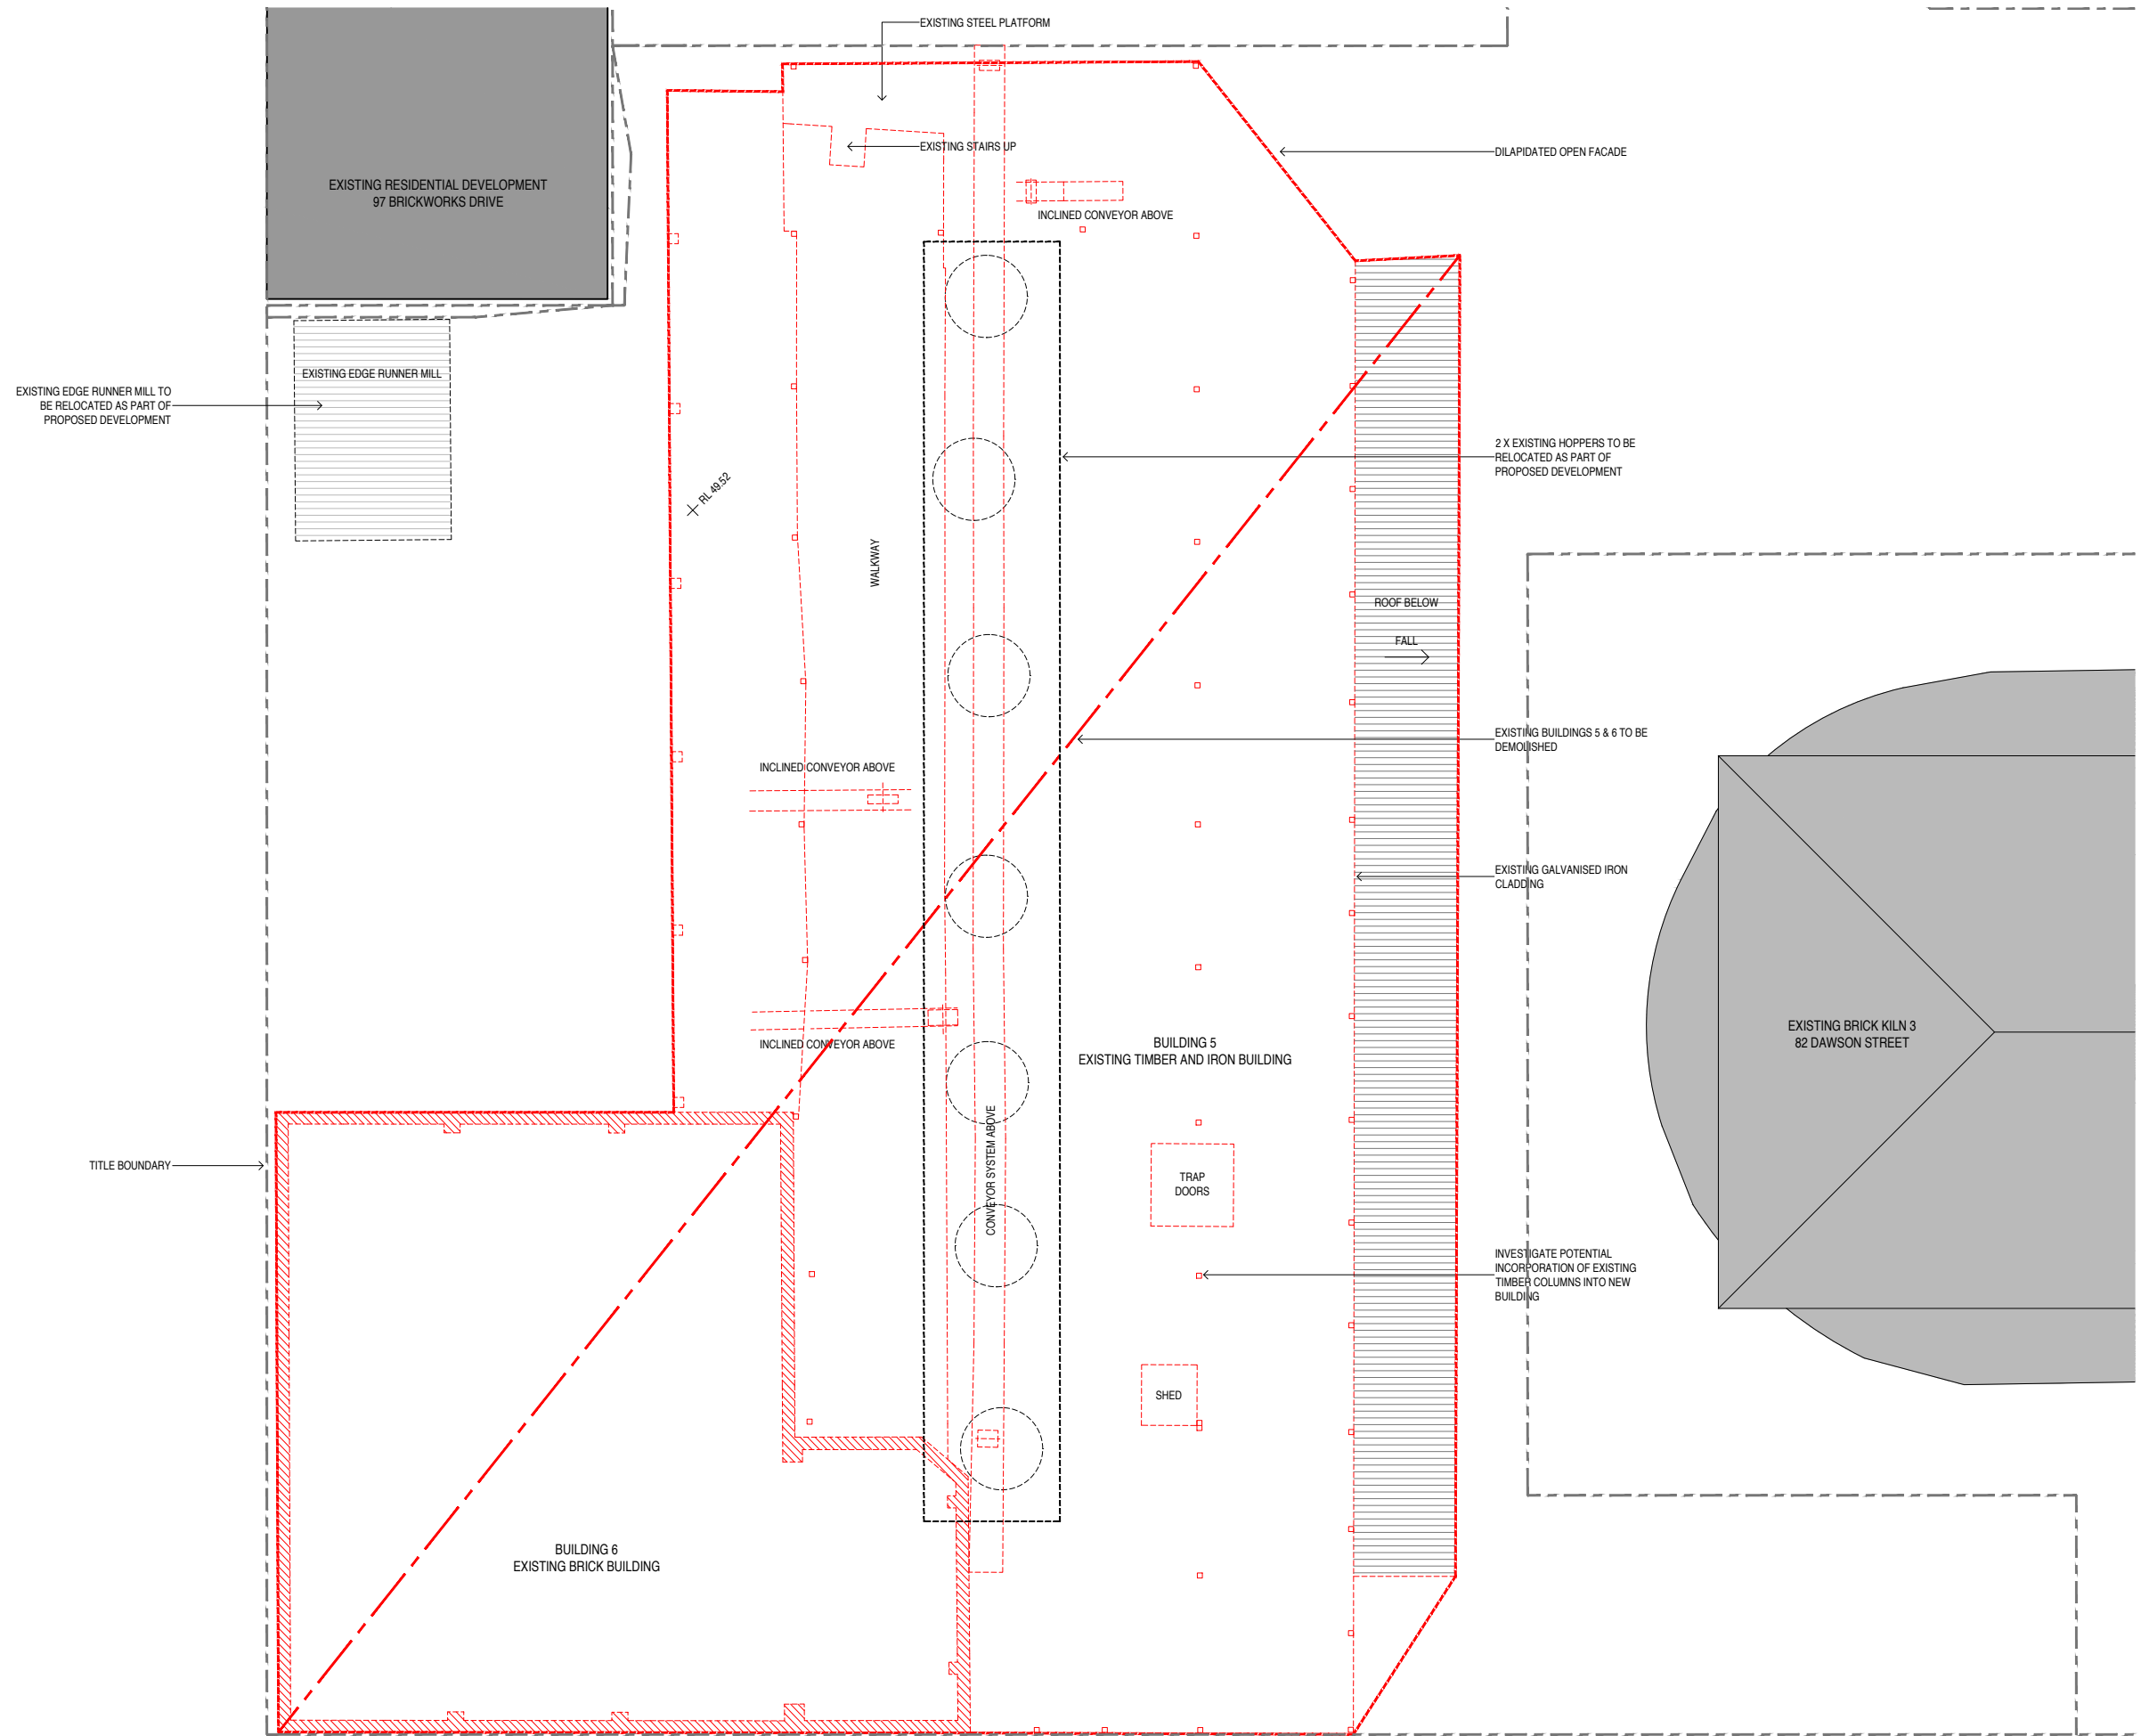 EXISTING STEEL PLATFORM
EXISTING STAIRS UP
DILAPIDATED OPEN FACADE
EXISTING RESIDENTIAL DEVELOPMENT
97 BRICKWORKS DRIVE
INCLINED CONVEYOR ABOVE
EXISTING EDGE RUNNER MILL
EXISTING EDGE RUNNER MILL TO
BE RELOCATED AS PART OF
PROPOSED DEVELOPMENT
2 X EXISTING HOPPERS TO BE
RELOCATED AS PART OF
PROPOSED DEVELOPMENT
RL 49.52
WALKWAY
ROOF BELOW
FALL
EXISTING BUILDINGS 5 & 6 TO BE
DEMOLISHED
INCLINED CONVEYOR ABOVE
EXISTING GALVANISED IRON
CLADDING
EXISTING BRICK KILN 3
82 DAWSON STREET
INCLINED CONVEYOR ABOVE
BUILDING 5
EXISTING TIMBER AND IRON BUILDING
CONVEYOR SYSTEM ABOVE
TITLE BOUNDARY
TRAP
DOORS
INVESTIGATE POTENTIAL
INCORPORATION OF EXISTING
TIMBER COLUMNS INTO NEW
BUILDING
SHED
BUILDING 6
EXISTING BRICK BUILDING